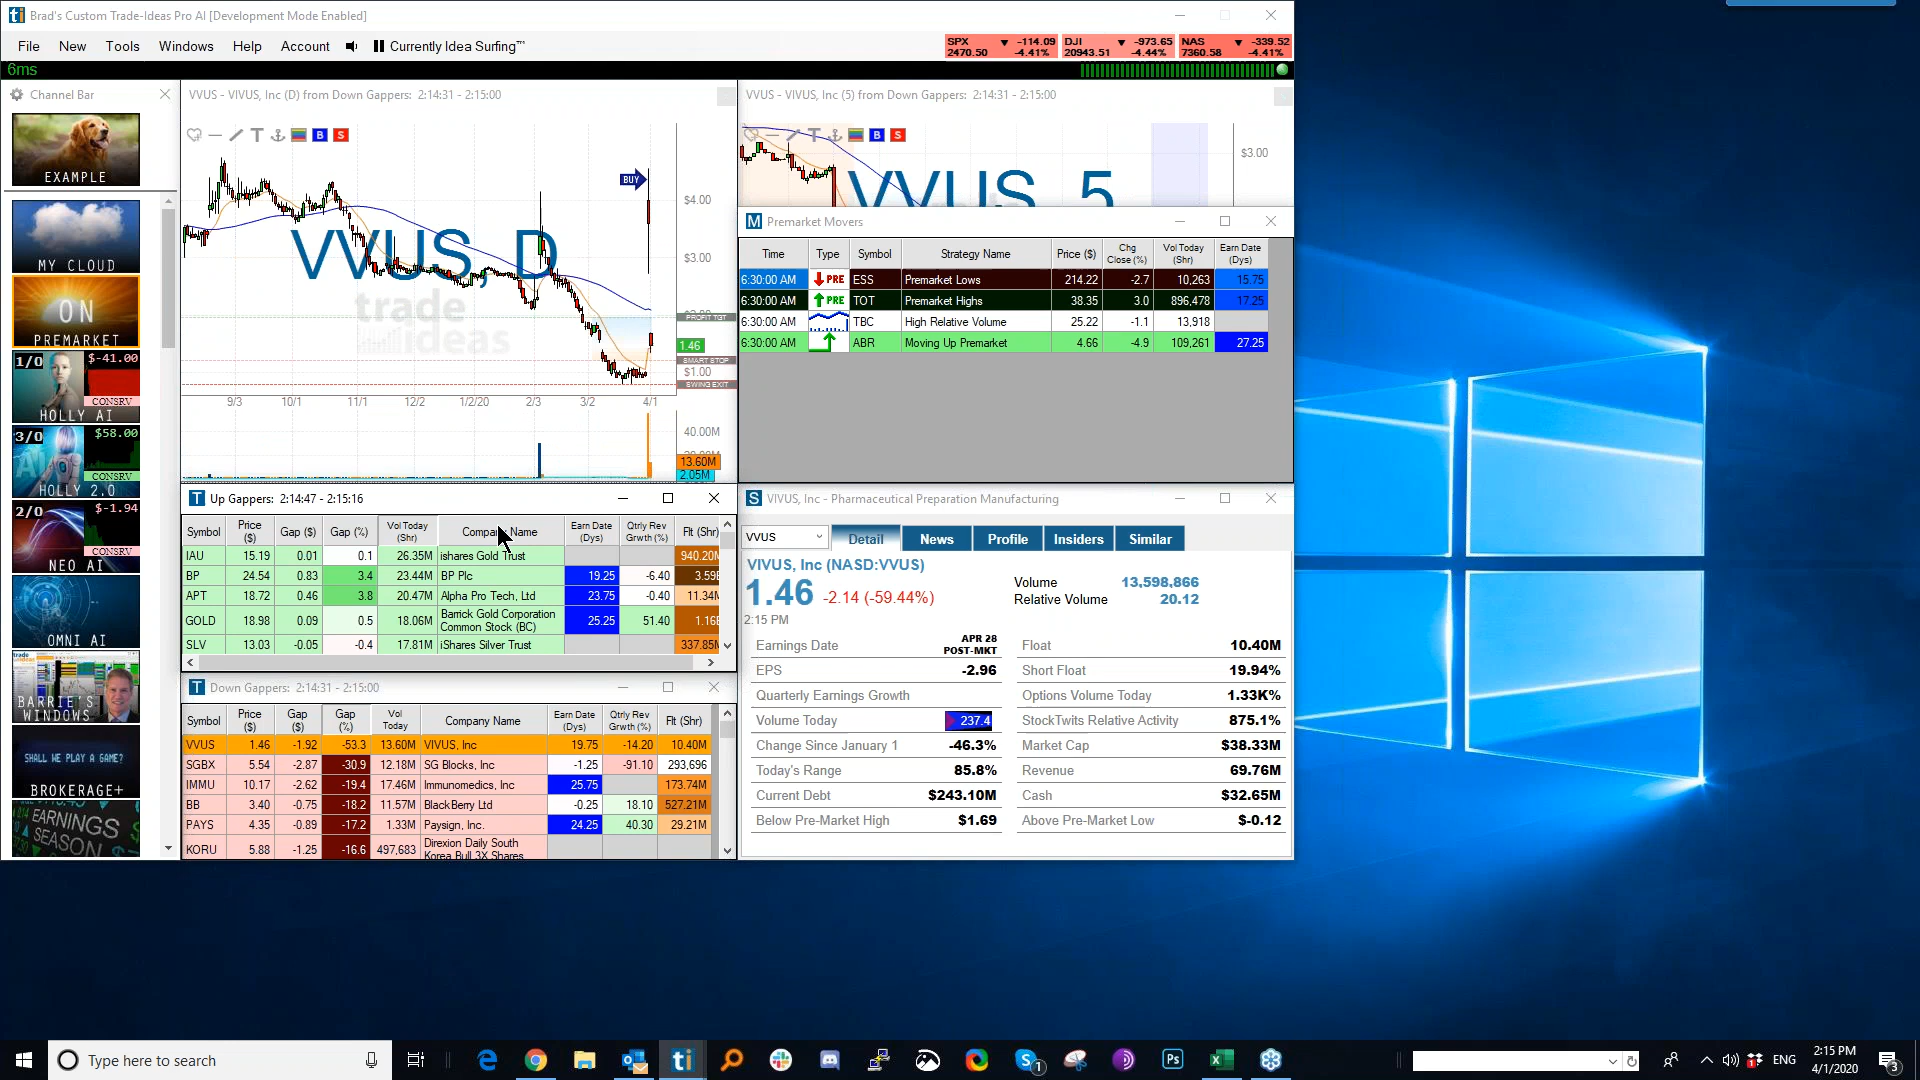 Brad's Custom Trade-Ideas Pro AI [Development Mode Enabled]
File New Tools Windows Help Account Currently Idea Surfing™
SPX ▼ -114.09 DJI ▼ -973.65 NAS ▼ -339.52
2470.50 -4.41% 20943.51 -4.44% 7360.58 -4.41%
6ms
Channel Bar
EXAMPLE
MY CLOUD
ON
PREMARKET
1/0 $-41.00
CONSRV
HOLLY AI
3/0 $58.00
CONSRV
HOLLY 2.0
2/0 $-1.94
CONSRV
NEO AI
OMNI AI
BARRIE'S
WINDOWS
SHALL WE PLAY A GAME?
BROKERAGE+
EARNINGS
SEASON
VVUS - VIVUS, Inc (D) from Down Gappers: 2:14:31 - 2:15:00
T B S
BUY
VVUS, D
trade
ideas
$4.00
$3.00
PROFIT TGT
1.46
SMART STOP
$1.00
SWING EXIT
9/3 10/1 11/1 12/2 1/2/20 2/3 3/2 4/1
40.00M
13.60M
2.05M
VVUS - VIVUS, Inc (5) from Down Gappers: 2:14:31 - 2:15:00
T B S
VVUS, 5
$3.00
M Premarket Movers
Time Type Symbol Strategy Name Price ($) Chg Close (%) Vol Today (Shr) Earn Date (Dys)
6:30:00 AM PRE ESS Premarket Lows 214.22 -2.7 10,263 15.75
6:30:00 AM PRE TOT Premarket Highs 38.35 3.0 896,478 17.25
6:30:00 AM TBC High Relative Volume 25.22 -1.1 13,918
6:30:00 AM ABR Moving Up Premarket 4.66 -4.9 109,261 27.25
T Up Gappers: 2:14:47 - 2:15:16
Symbol Price ($) Gap ($) Gap (%) Vol Today (Shr) Company Name Earn Date (Dys) Qtrly Rev Grwth (%) Flt (Shr)
IAU 15.19 0.01 0.1 26.35M ishares Gold Trust 940.20M
BP 24.54 0.83 3.4 23.44M BP Plc 19.25 -6.40 3.59B
APT 18.72 0.46 3.8 20.47M Alpha Pro Tech, Ltd 23.75 -0.40 11.34M
GOLD 18.98 0.09 0.5 18.06M Barrick Gold Corporation Common Stock (BC) 25.25 51.40 1.16B
SLV 13.03 -0.05 -0.4 17.81M iShares Silver Trust 337.85M
T Down Gappers: 2:14:31 - 2:15:00
Symbol Price ($) Gap ($) Gap (%) Vol Today Company Name Earn Date (Dys) Qtrly Rev Grwth (%) Flt (Shr)
VVUS 1.46 -1.92 -53.3 13.60M VIVUS, Inc 19.75 -14.20 10.40M
SGBX 5.54 -2.87 -30.9 12.18M SG Blocks, Inc -1.25 -91.10 293,696
IMMU 10.17 -2.62 -19.4 17.46M Immunomedics, Inc 25.75 173.74M
BB 3.40 -0.75 -18.2 11.57M BlackBerry Ltd -0.25 18.10 527.21M
PAYS 4.35 -0.89 -17.2 1.33M Paysign, Inc. 24.25 40.30 29.21M
KORU 5.88 -1.25 -16.6 497,683 Direxion Daily South Korea Bull 3X Shares
S VIVUS, Inc - Pharmaceutical Preparation Manufacturing
VVUS Detail News Profile Insiders Similar
VIVUS, Inc (NASD:VVUS)
1.46 -2.14 (-59.44%)
2:15 PM
Volume 13,598,866
Relative Volume 20.12
Earnings Date APR 28 POST-MKT
EPS -2.96
Quarterly Earnings Growth
Volume Today 237.4
Change Since January 1 -46.3%
Today's Range 85.8%
Current Debt $243.10M
Below Pre-Market High $1.69
Float 10.40M
Short Float 19.94%
Options Volume Today 1.33K%
StockTwits Relative Activity 875.1%
Market Cap $38.33M
Revenue 69.76M
Cash $32.65M
Above Pre-Market Low $-0.12
Type here to search
ti
S 1
Ps
ENG
2:15 PM
4/1/2020
3